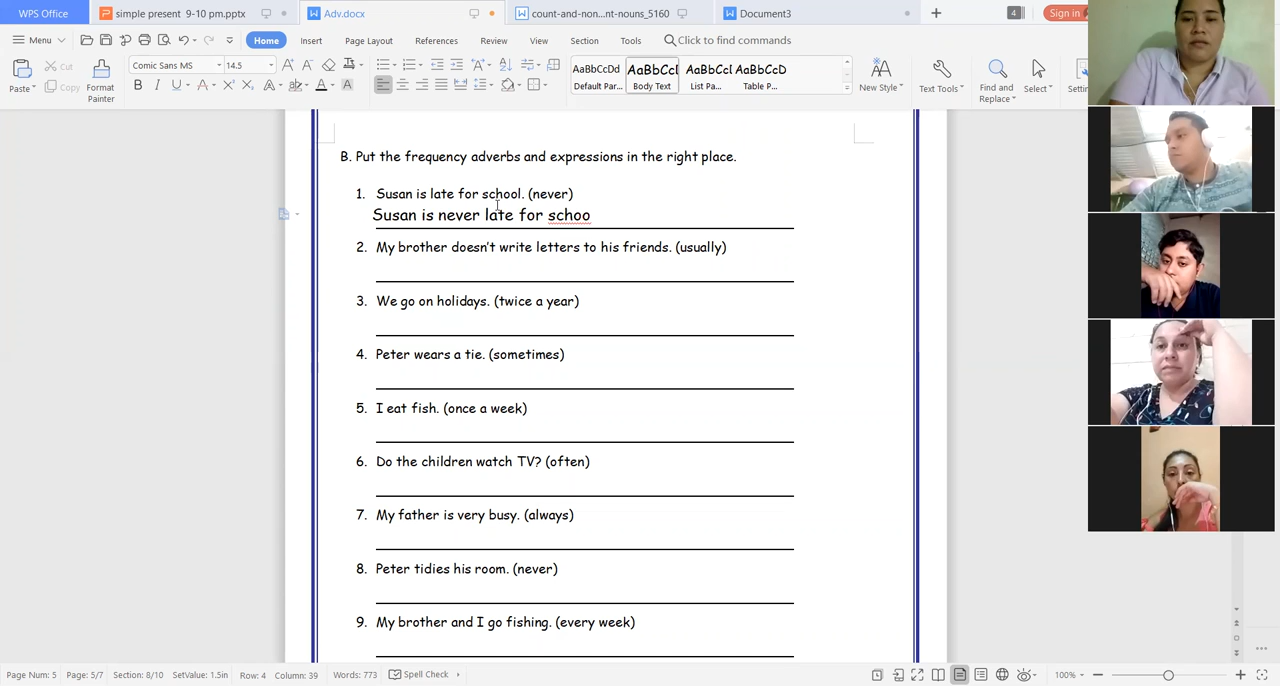 WPS Office
simple present 9-10 pm.pptx
Adv.docx
count-and-non...nt-nouns_5160
Document3
4
Sign in
Menu
Home
Insert
Page Layout
References
Review
View
Section
Tools
Click to find commands
Paste
Cut
Copy
Format Painter
Comic Sans MS
14.5
AaBbCcDd
Default Par...
AaBbCcl
Body Text
AaBbCcl
List Pa...
AaBbCcD
Table P...
New Style
Text Tools
Find and Replace
Select
B. Put the frequency adverbs and expressions in the right place.
1. Susan is late for school. (never)
Susan is never late for schoo
2. My brother doesn't write letters to his friends. (usually)
3. We go on holidays. (twice a year)
4. Peter wears a tie. (sometimes)
5. I eat fish. (once a week)
6. Do the children watch TV? (often)
7. My father is very busy. (always)
8. Peter tidies his room. (never)
9. My brother and I go fishing. (every week)
Page Num: 5
Page: 5/7
Section: 8/10
SetValue: 1.5in
Row: 4
Column: 39
Words: 773
Spell Check
100%